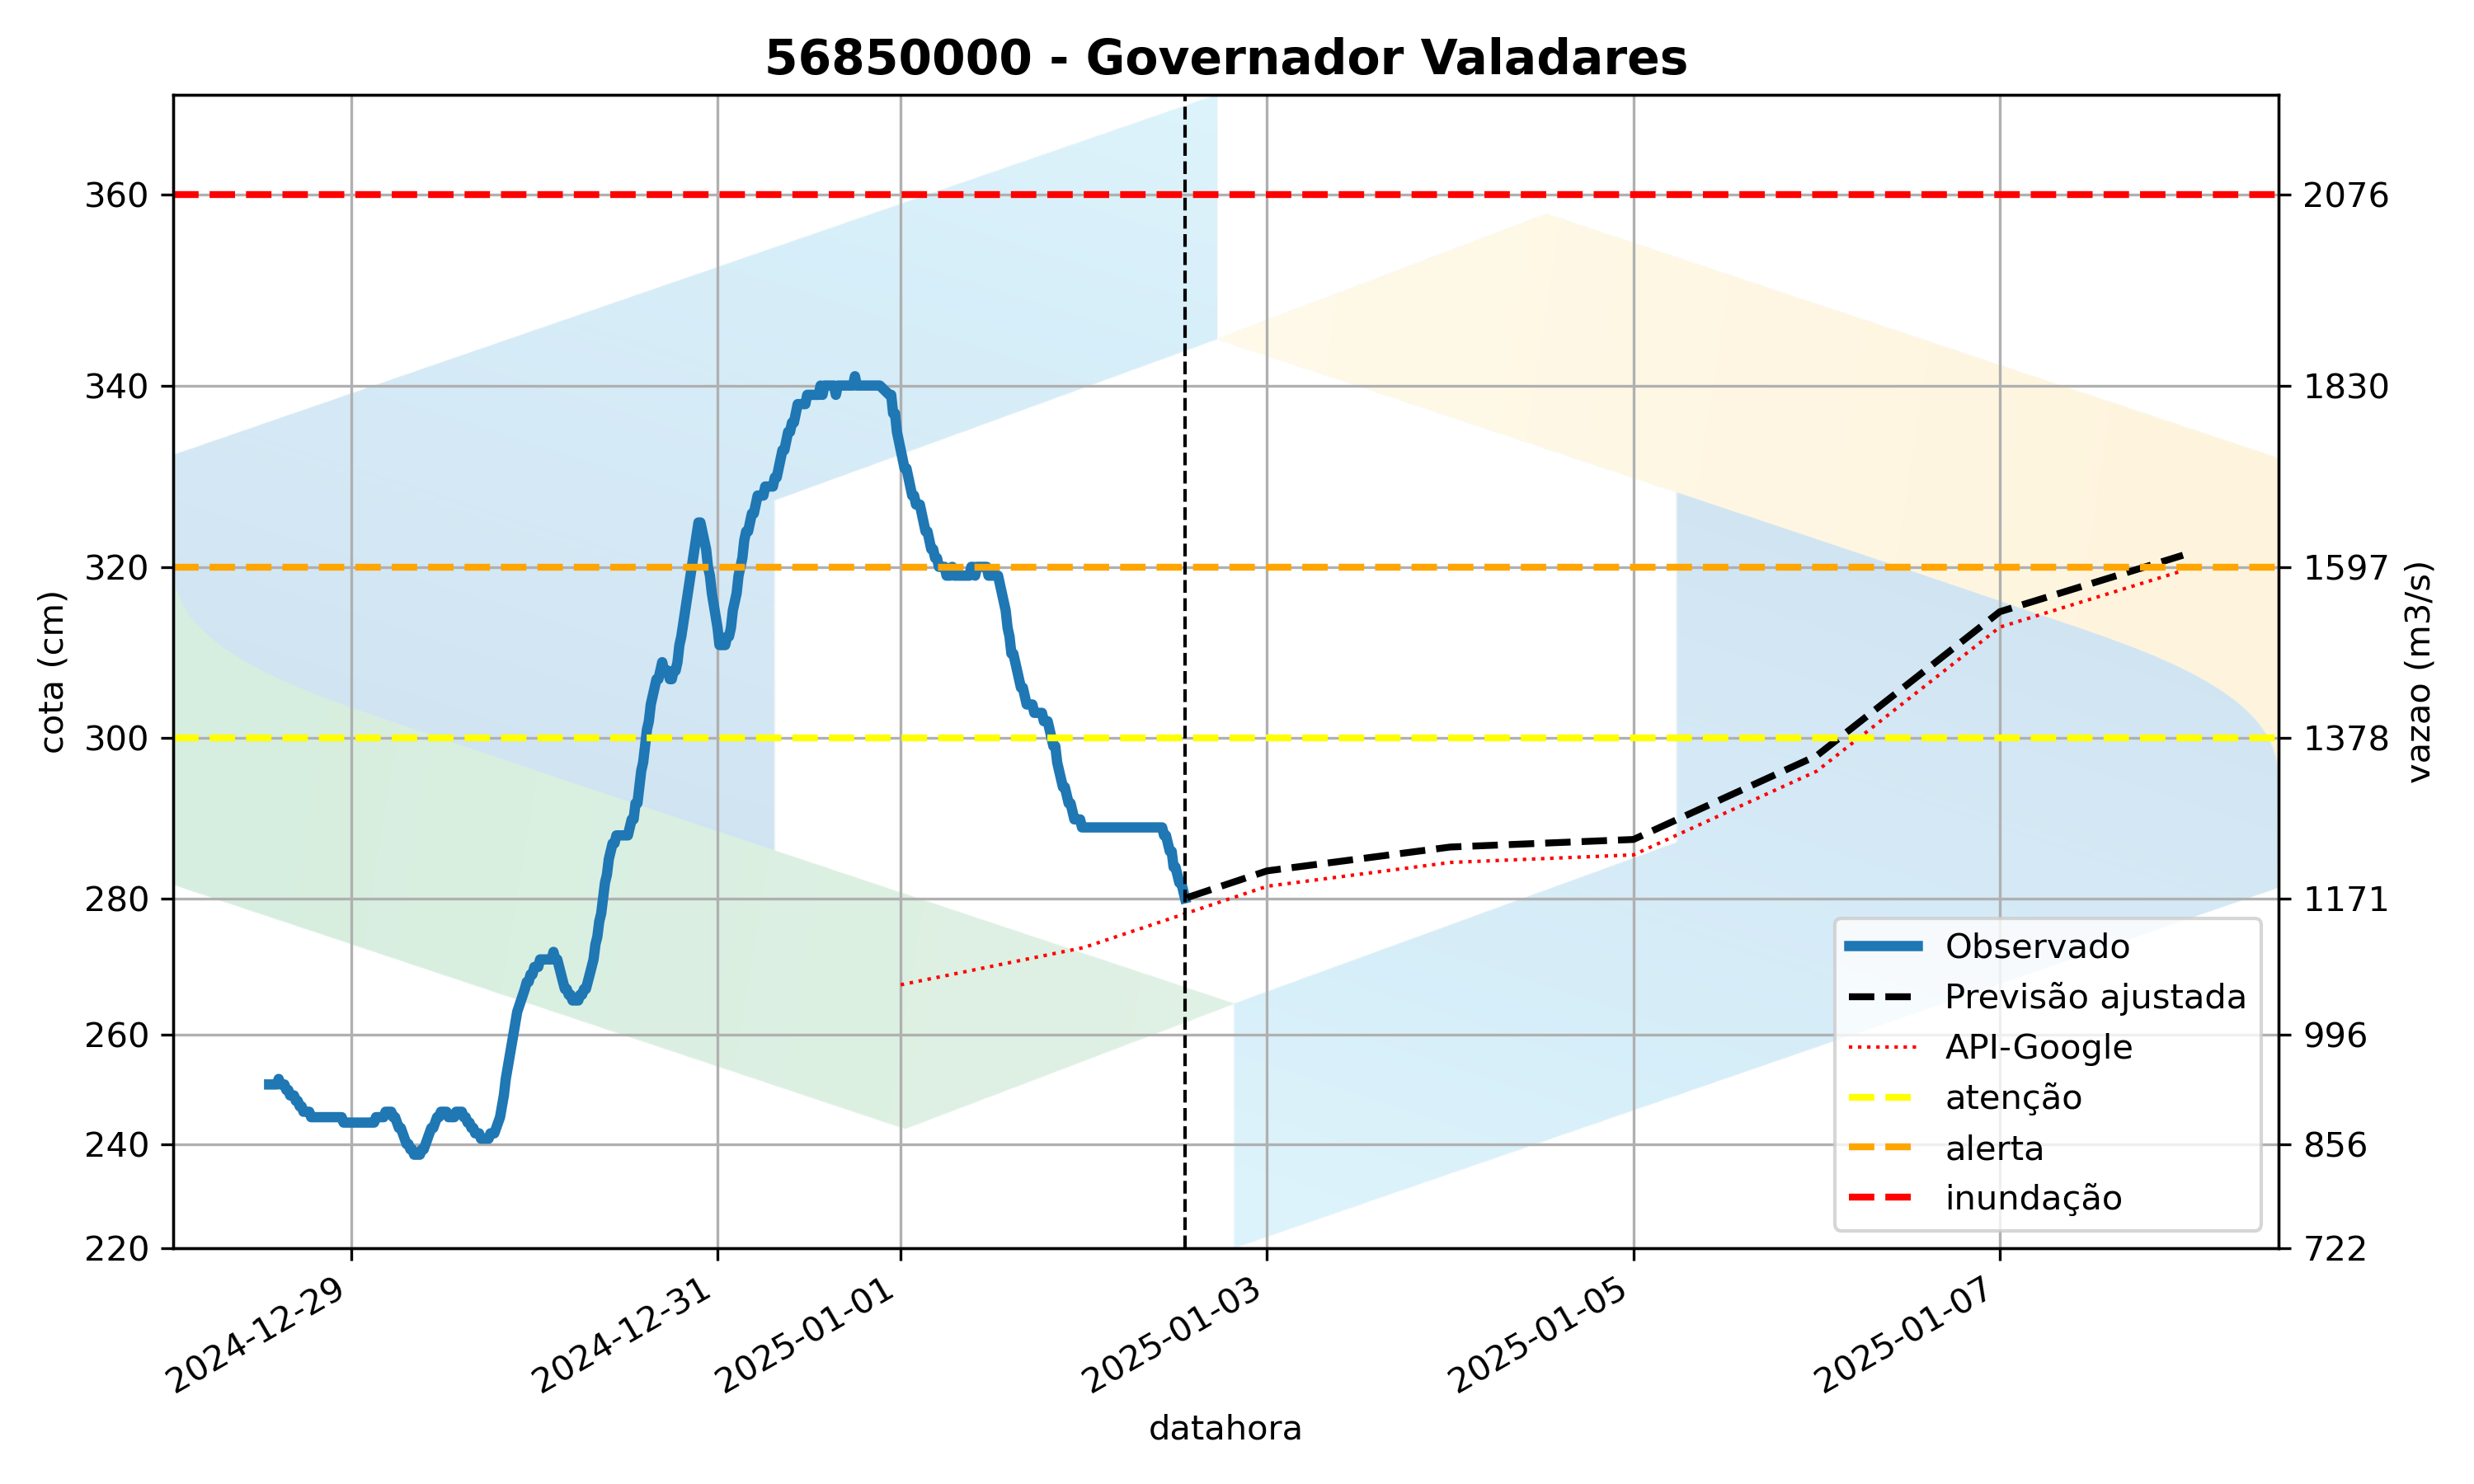 56850000 - Governador Valadares
360
340
320
300
280
260
240
220
cota (cm)
2076
1830
1597
1378
1171
996
856
722
vazao (m3/s)
Observado
Previsão ajustada
API-Google
atenção
alerta
inundação
2024-12-29
2024-12-31
2025-01-01
2025-01-03
2025-01-05
2025-01-07
datahora